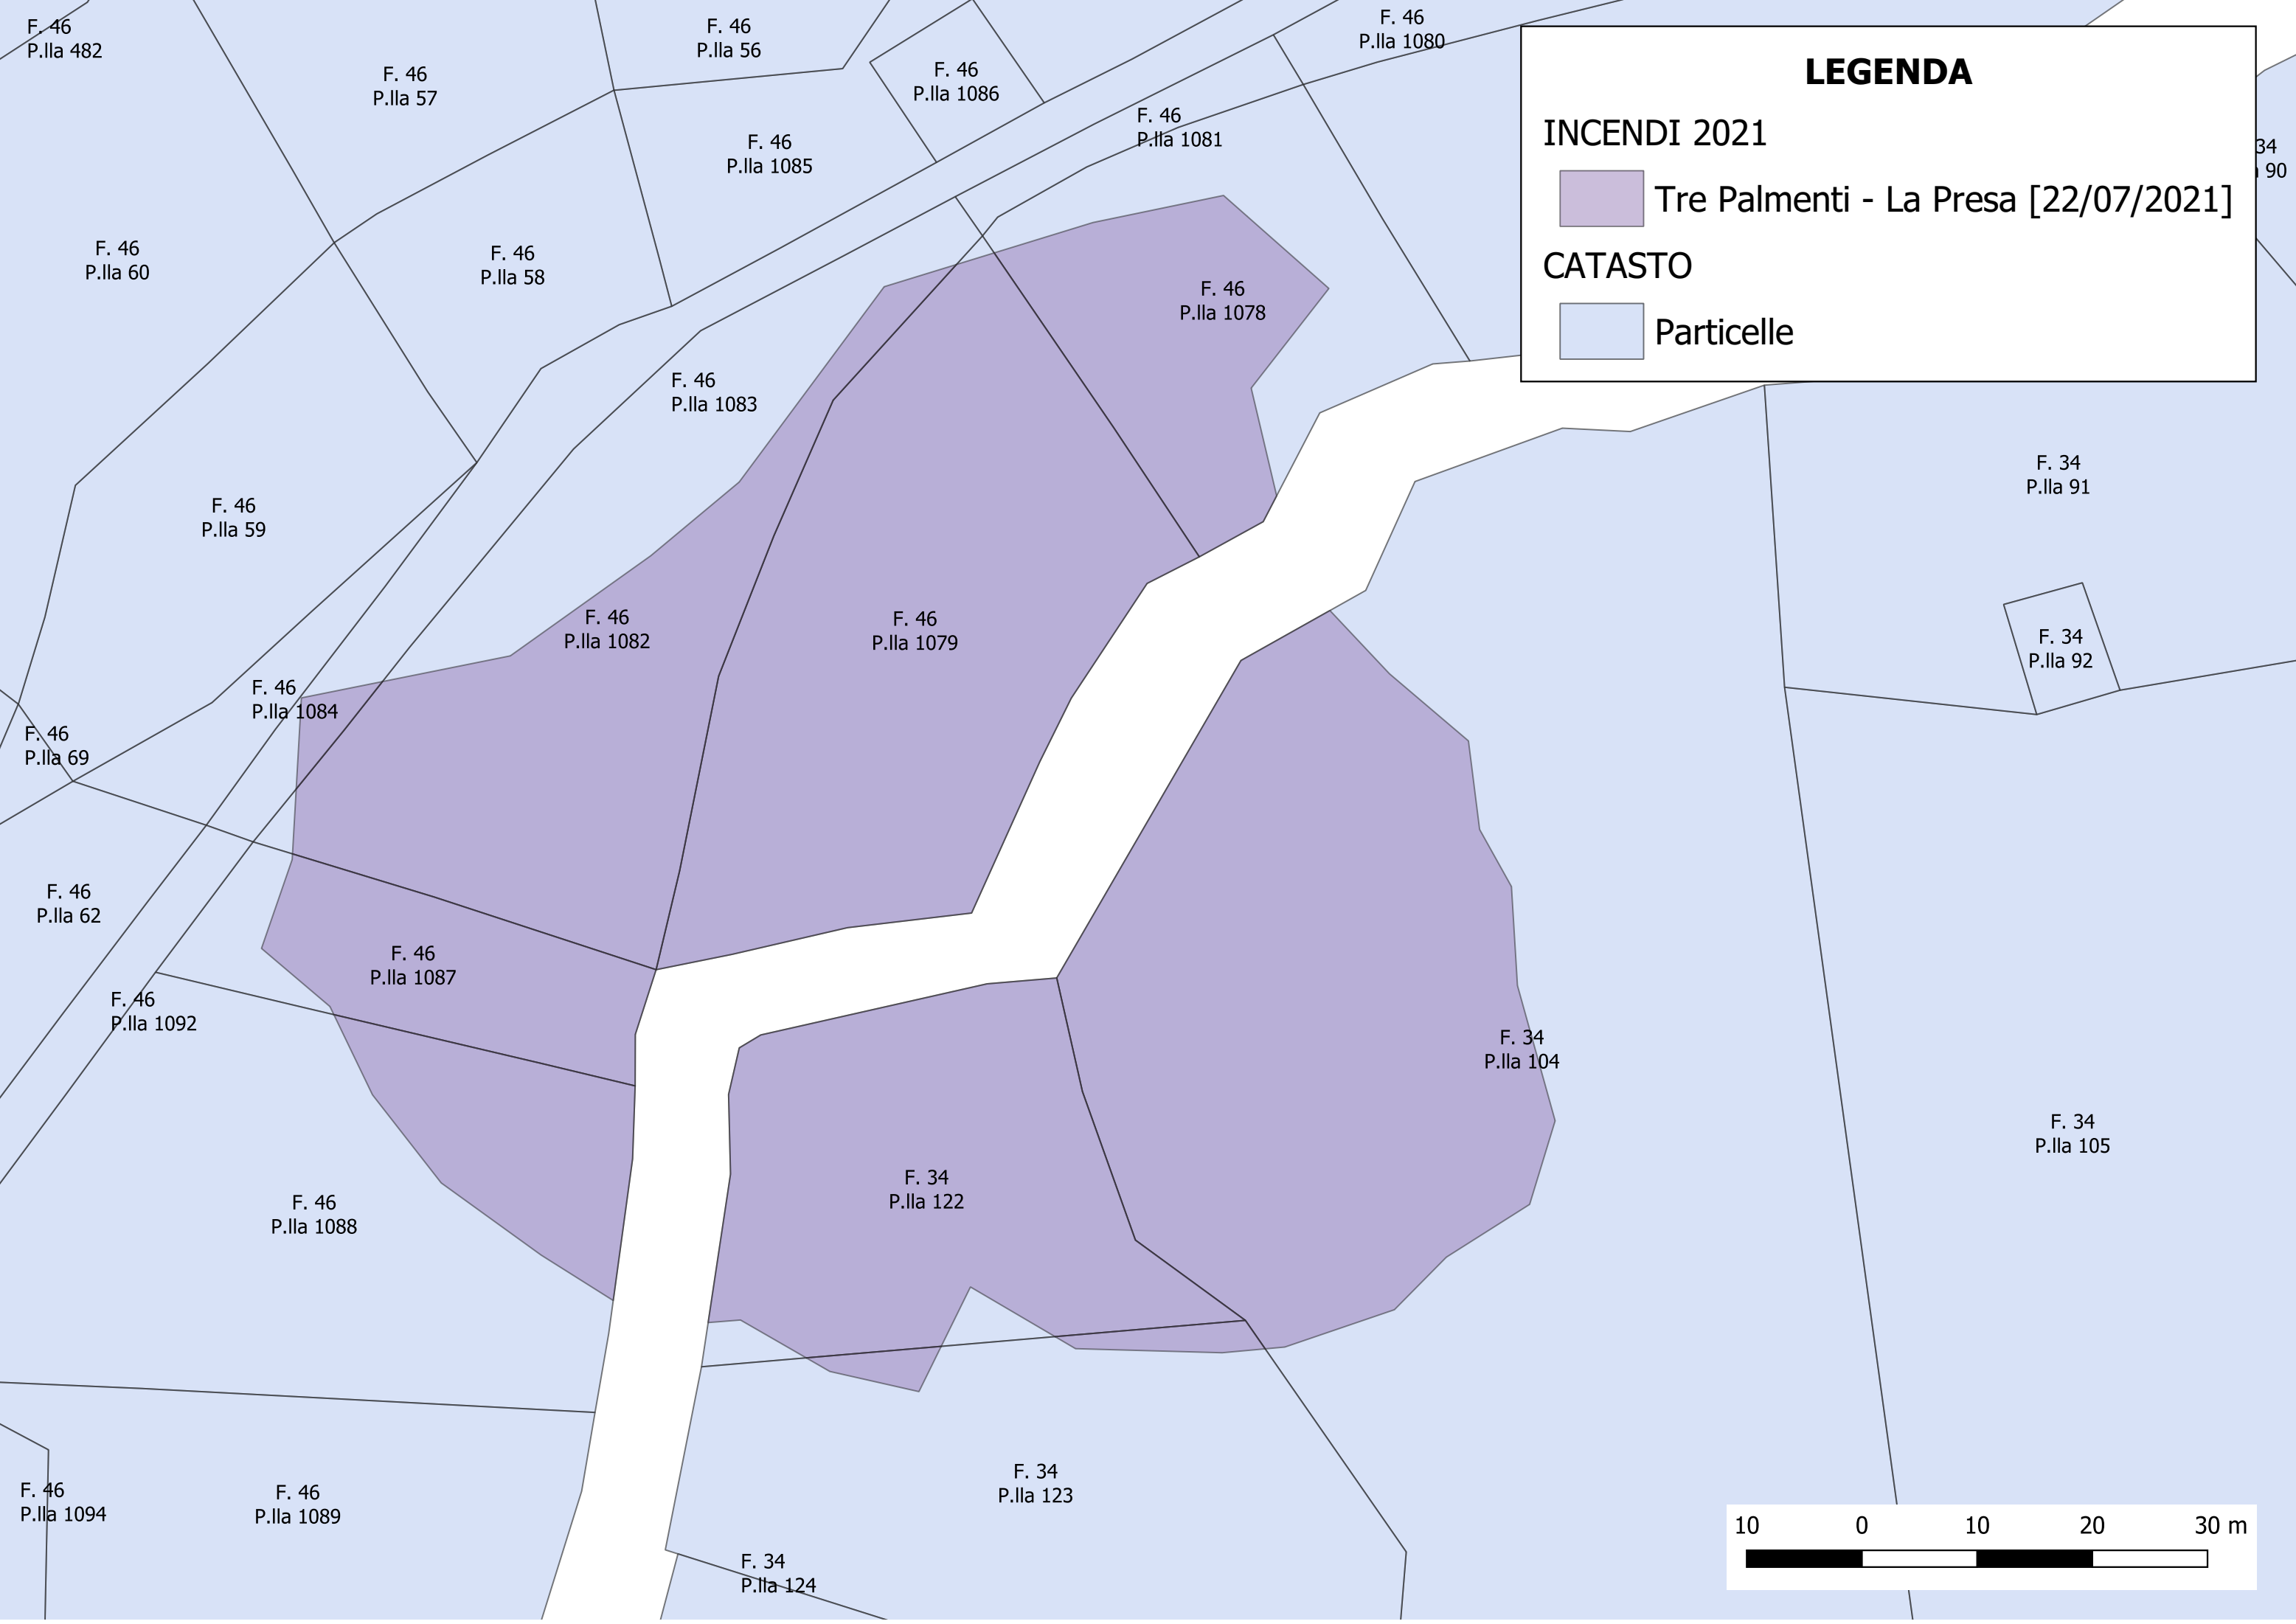 F. 46
P.lla 482
F. 46
P.lla 57
F. 46
P.lla 56
F. 46
P.lla 1086
F. 46
P.lla 1080
F. 46
P.lla 1085
F. 46
P.lla 1081
LEGENDA
INCENDI 2021
Tre Palmenti - La Presa [22/07/2021]
CATASTO
Particelle
34
90
F. 46
P.lla 60
F. 46
P.lla 58
F. 46
P.lla 1078
F. 46
P.lla 1083
F. 34
P.lla 91
F. 46
P.lla 59
F. 46
P.lla 1082
F. 46
P.lla 1079
F. 34
P.lla 92
F. 46
P.lla 1084
F. 46
P.lla 69
F. 46
P.lla 62
F. 46
P.lla 1087
F. 46
P.lla 1092
F. 34
P.lla 104
F. 34
P.lla 105
F. 34
P.lla 122
F. 46
P.lla 1088
F. 34
P.lla 123
F. 46
P.lla 1094
F. 46
P.lla 1089
F. 34
P.lla 124
10 0 10 20 30 m